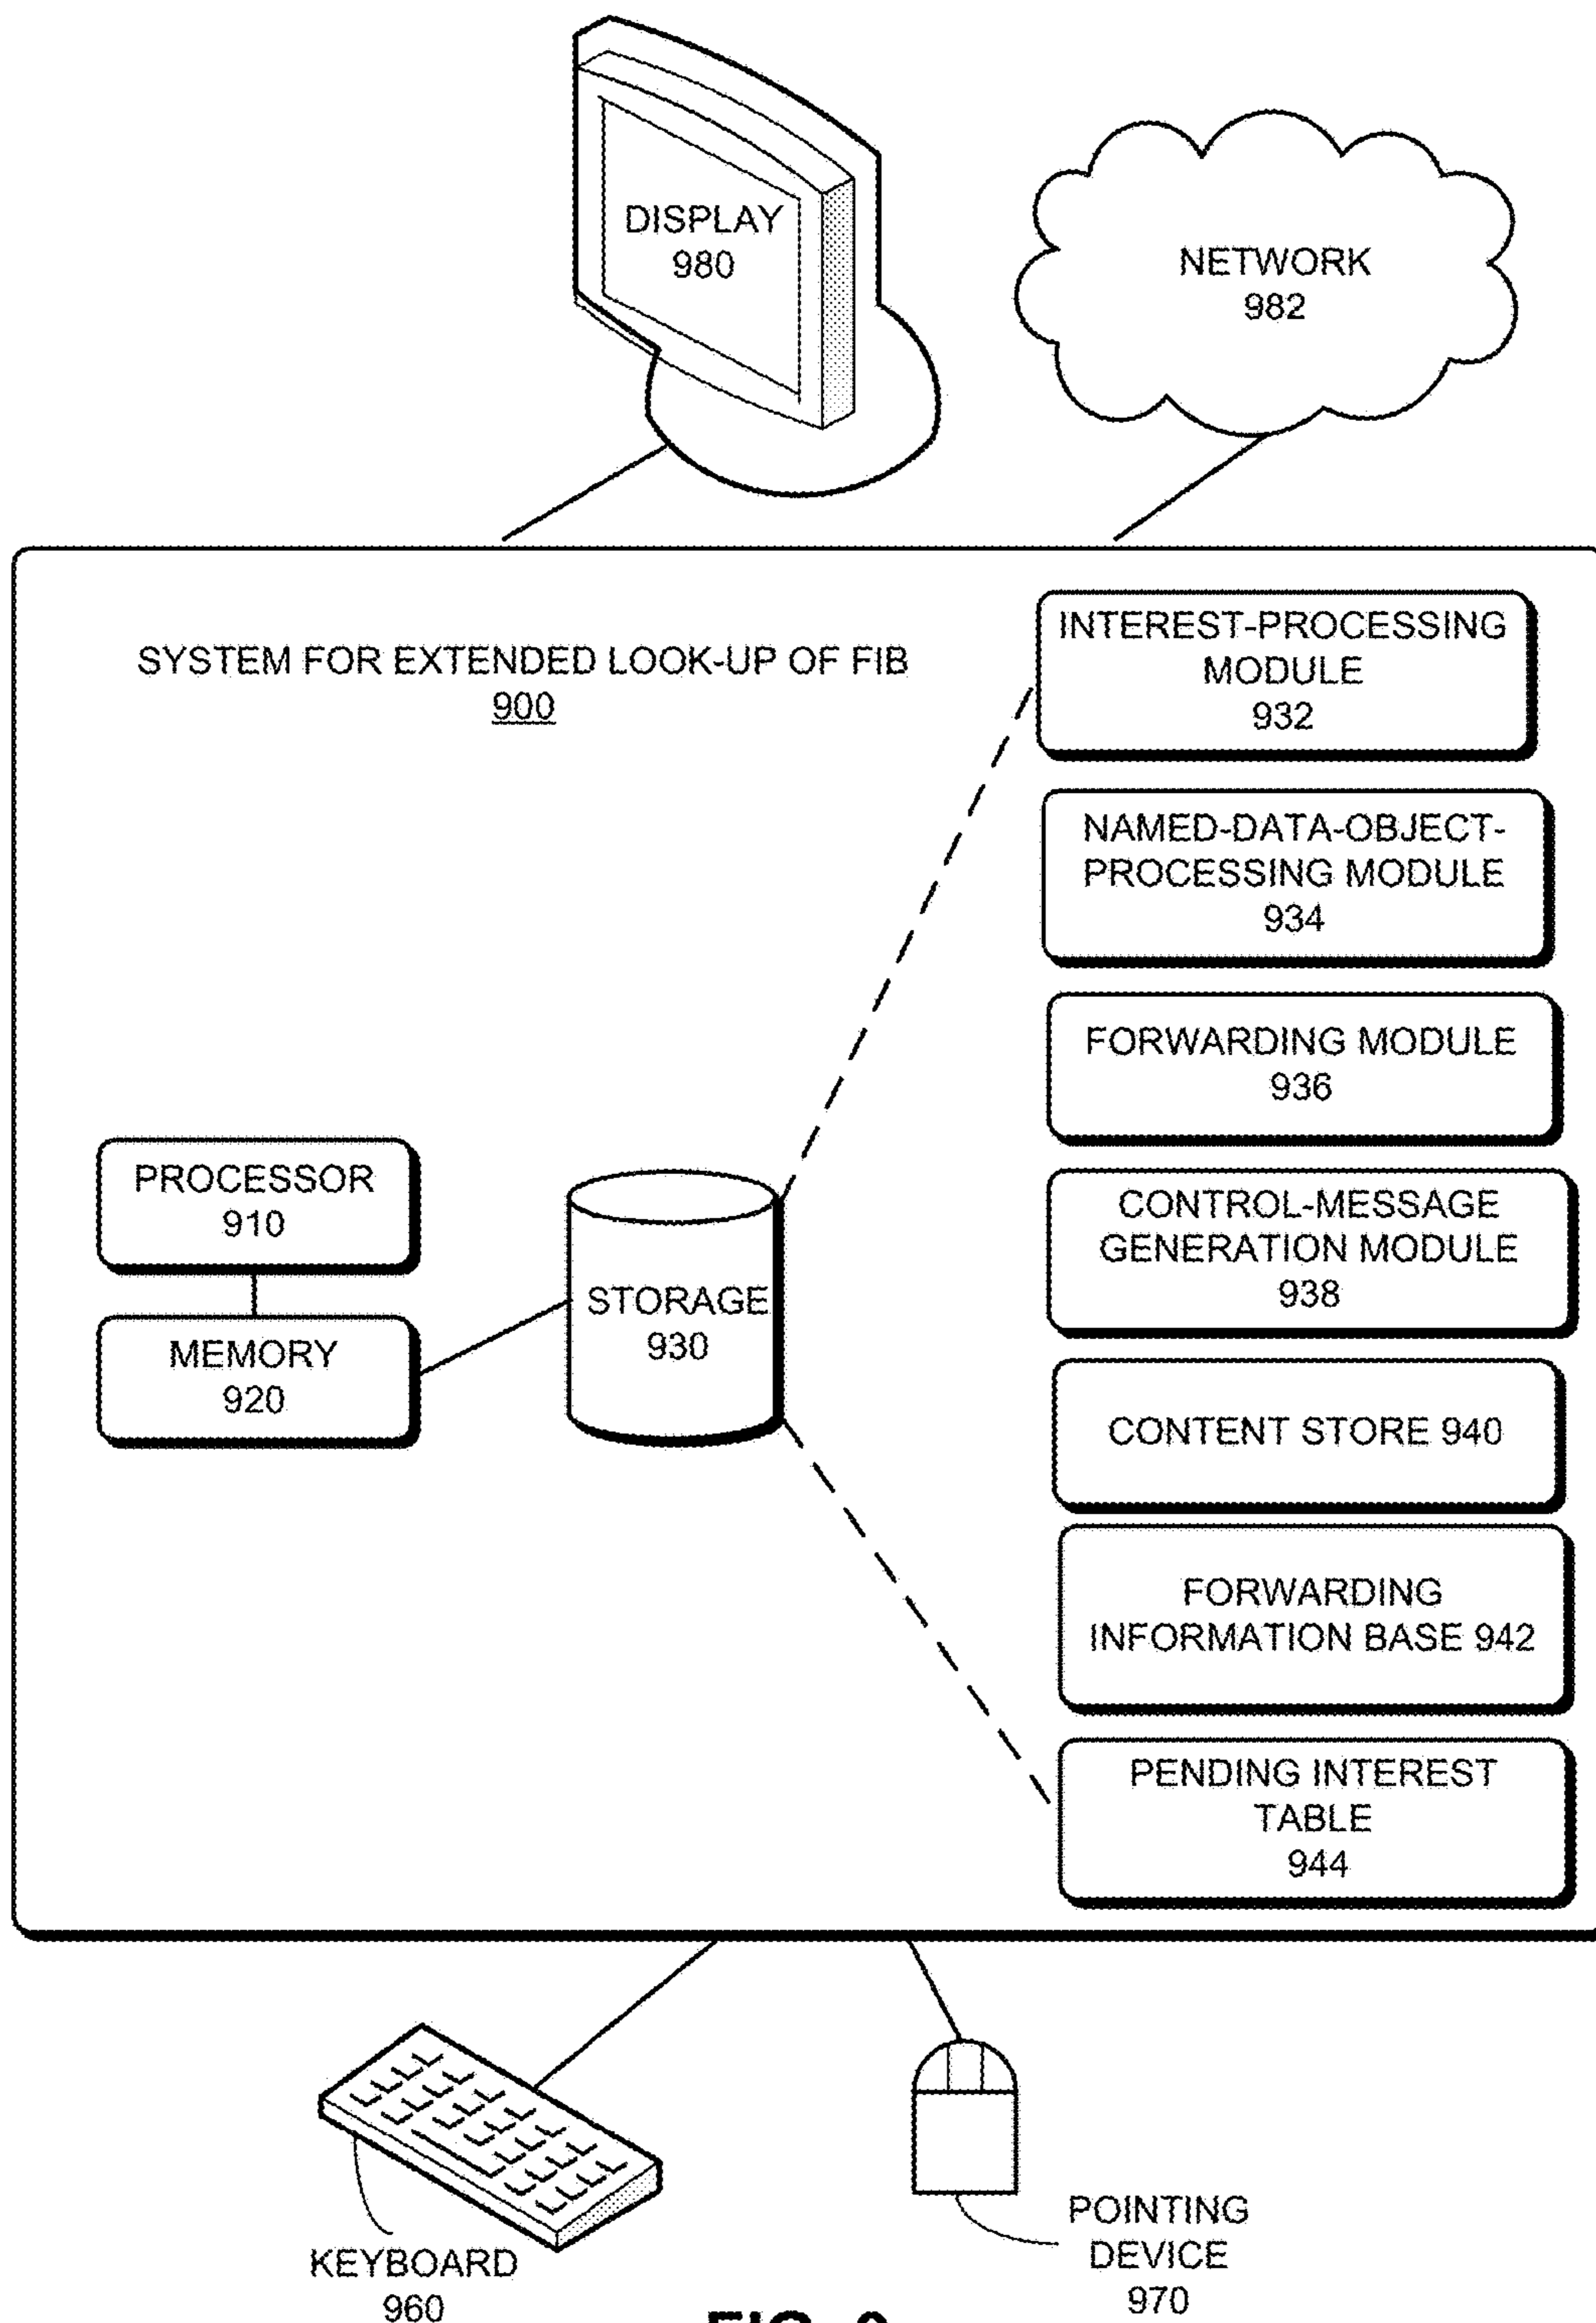 DISPLAY
980
NETWORK
982
SYSTEM FOR EXTENDED LOOK-UP OF FIB
900
INTEREST-PROCESSING
MODULE
932
NAMED-DATA-OBJECT-
PROCESSING MODULE
934
FORWARDING MODULE
936
CONTROL-MESSAGE
GENERATION MODULE
938
CONTENT STORE 940
FORWARDING
INFORMATION BASE 942
PENDING INTEREST
TABLE
944
PROCESSOR
910
MEMORY
920
STORAGE
930
KEYBOARD
960
POINTING
DEVICE
970